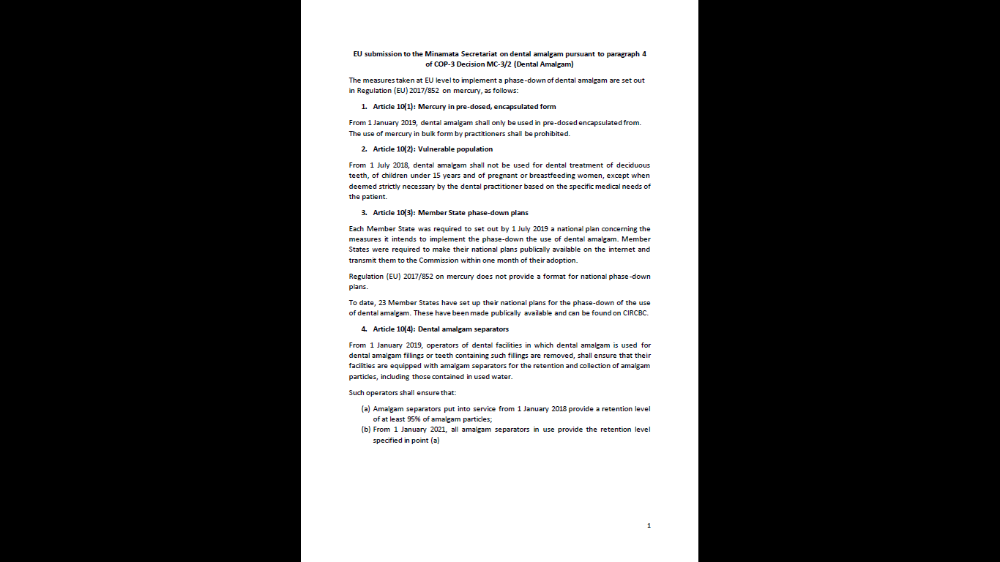 EU submission to the Minamata Secretariat on dental amalgam pursuant to paragraph 4
of COP-3 Decision MC-3/2 (Dental Amalgam)
The measures taken at EU level to implement a phase-down of dental amalgam are set out
in Regulation (EU) 2017/852 on mercury, as follows:
1. Article 10(1): Mercury in pre-dosed, encapsulated form
From 1 January 2019, dental amalgam shall only be used in pre-dosed encapsulated from.
The use of mercury in bulk form by practitioners shall be prohibited.
2. Article 10(2): Vulnerable population
From 1 July 2018, dental amalgam shall not be used for dental treatment of deciduous
teeth, of children under 15 years and of pregnant or breastfeeding women, except when
deemed strictly necessary by the dental practitioner based on the specific medical needs of
the patient.
3. Article 10(3): Member State phase-down plans
Each Member State was required to set out by 1 July 2019 a national plan concerning the
measures it intends to implement the phase-down the use of dental amalgam. Member
States were required to make their national plans publically available on the internet and
transmit them to the Commission within one month of their adoption.
Regulation (EU) 2017/852 on mercury does not provide a format for national phase-down
plans.
To date, 23 Member States have set up their national plans for the phase-down of the use
of dental amalgam. These have been made publically available and can be found on CIRCBC.
4. Article 10(4): Dental amalgam separators
From 1 January 2019, operators of dental facilities in which dental amalgam is used for
dental amalgam fillings or teeth containing such fillings are removed, shall ensure that their
facilities are equipped with amalgam separators for the retention and collection of amalgam
particles, including those contained in used water.
Such operators shall ensure that:
(a) Amalgam separators put into service from 1 January 2018 provide a retention level
of at least 95% of amalgam particles;
(b) From 1 January 2021, all amalgam separators in use provide the retention level
specified in point (a)
1